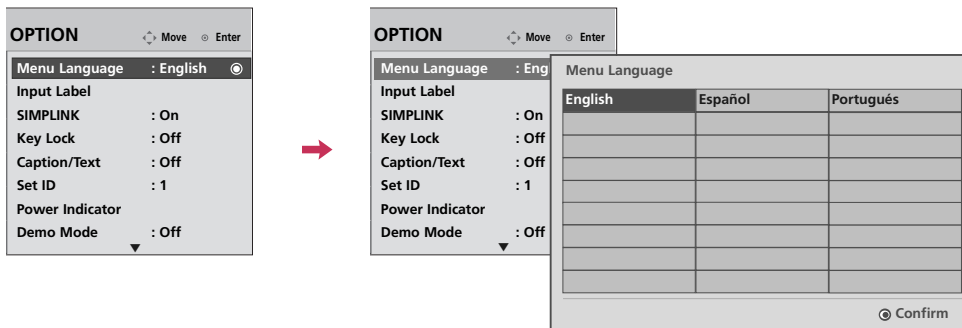 OPTION Move Enter
Menu Language : English
Input Label
SIMPLINK : On
Key Lock : Off
Caption/Text : Off
Set ID : 1
Power Indicator
Demo Mode : Off
OPTION Move Enter
Menu Language : Eng
Input Label
SIMPLINK : On
Key Lock : Off
Caption/Text : Off
Set ID : 1
Power Indicator
Demo Mode : Off
Menu Language
English Español Portugués
Confirm